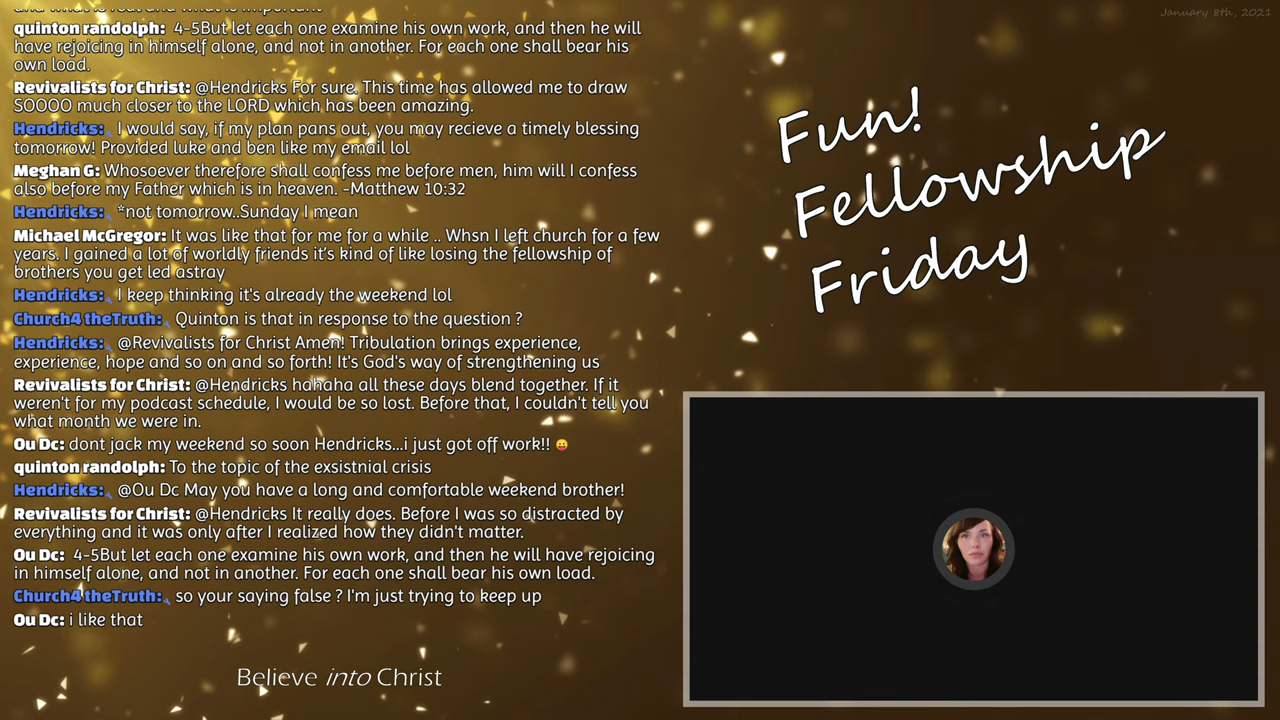 quinton randolph: 4-5But let each one examine his own work, and then he will
have rejoicing in himself alone, and not in another. For each one shall bear his
own load.
Revivalists for Christ: @Hendricks For sure. This time has allowed me to draw
SOOOO much closer to the LORD which has been amazing.
Hendricks: I would say, if my plan pans out, you may recieve a timely blessing
tomorrow! Provided luke and ben like my email lol
Meghan G: Whosoever therefore shall confess me before men, him will I confess
also before my Father which is in heaven. -Matthew 10:32
Hendricks: *not tomorrow..Sunday I mean
Michael McGregor: It was like that for me for a while .. Whsn I left church for a few
years. I gained a lot of worldly friends it's kind of like losing the fellowship of
brothers you get led astray
Hendricks: I keep thinking it's already the weekend lol
Church4 theTruth: Quinton is that in response to the question ?
Hendricks: @Revivalists for Christ Amen! Tribulation brings experience,
experience, hope and so on and so forth! It's God's way of strengthening us
Revivalists for Christ: @Hendricks hahaha all these days blend together. If it
weren't for my podcast schedule, I would be so lost. Before that, I couldn't tell you
what month we were in.
Ou Dc: dont jack my weekend so soon Hendricks...i just got off work!! 😛
quinton randolph: To the topic of the exsistnial crisis
Hendricks: @Ou Dc May you have a long and comfortable weekend brother!
Revivalists for Christ: @Hendricks It really does. Before I was so distracted by
everything and it was only after I realized how they didn't matter.
Ou Dc: 4-5But let each one examine his own work, and then he will have rejoicing
in himself alone, and not in another. For each one shall bear his own load.
Church4 theTruth: so your saying false ? I'm just trying to keep up
Ou Dc: i like that
Believe into Christ
January 8th, 2021
Fun!
Fellowship
Friday